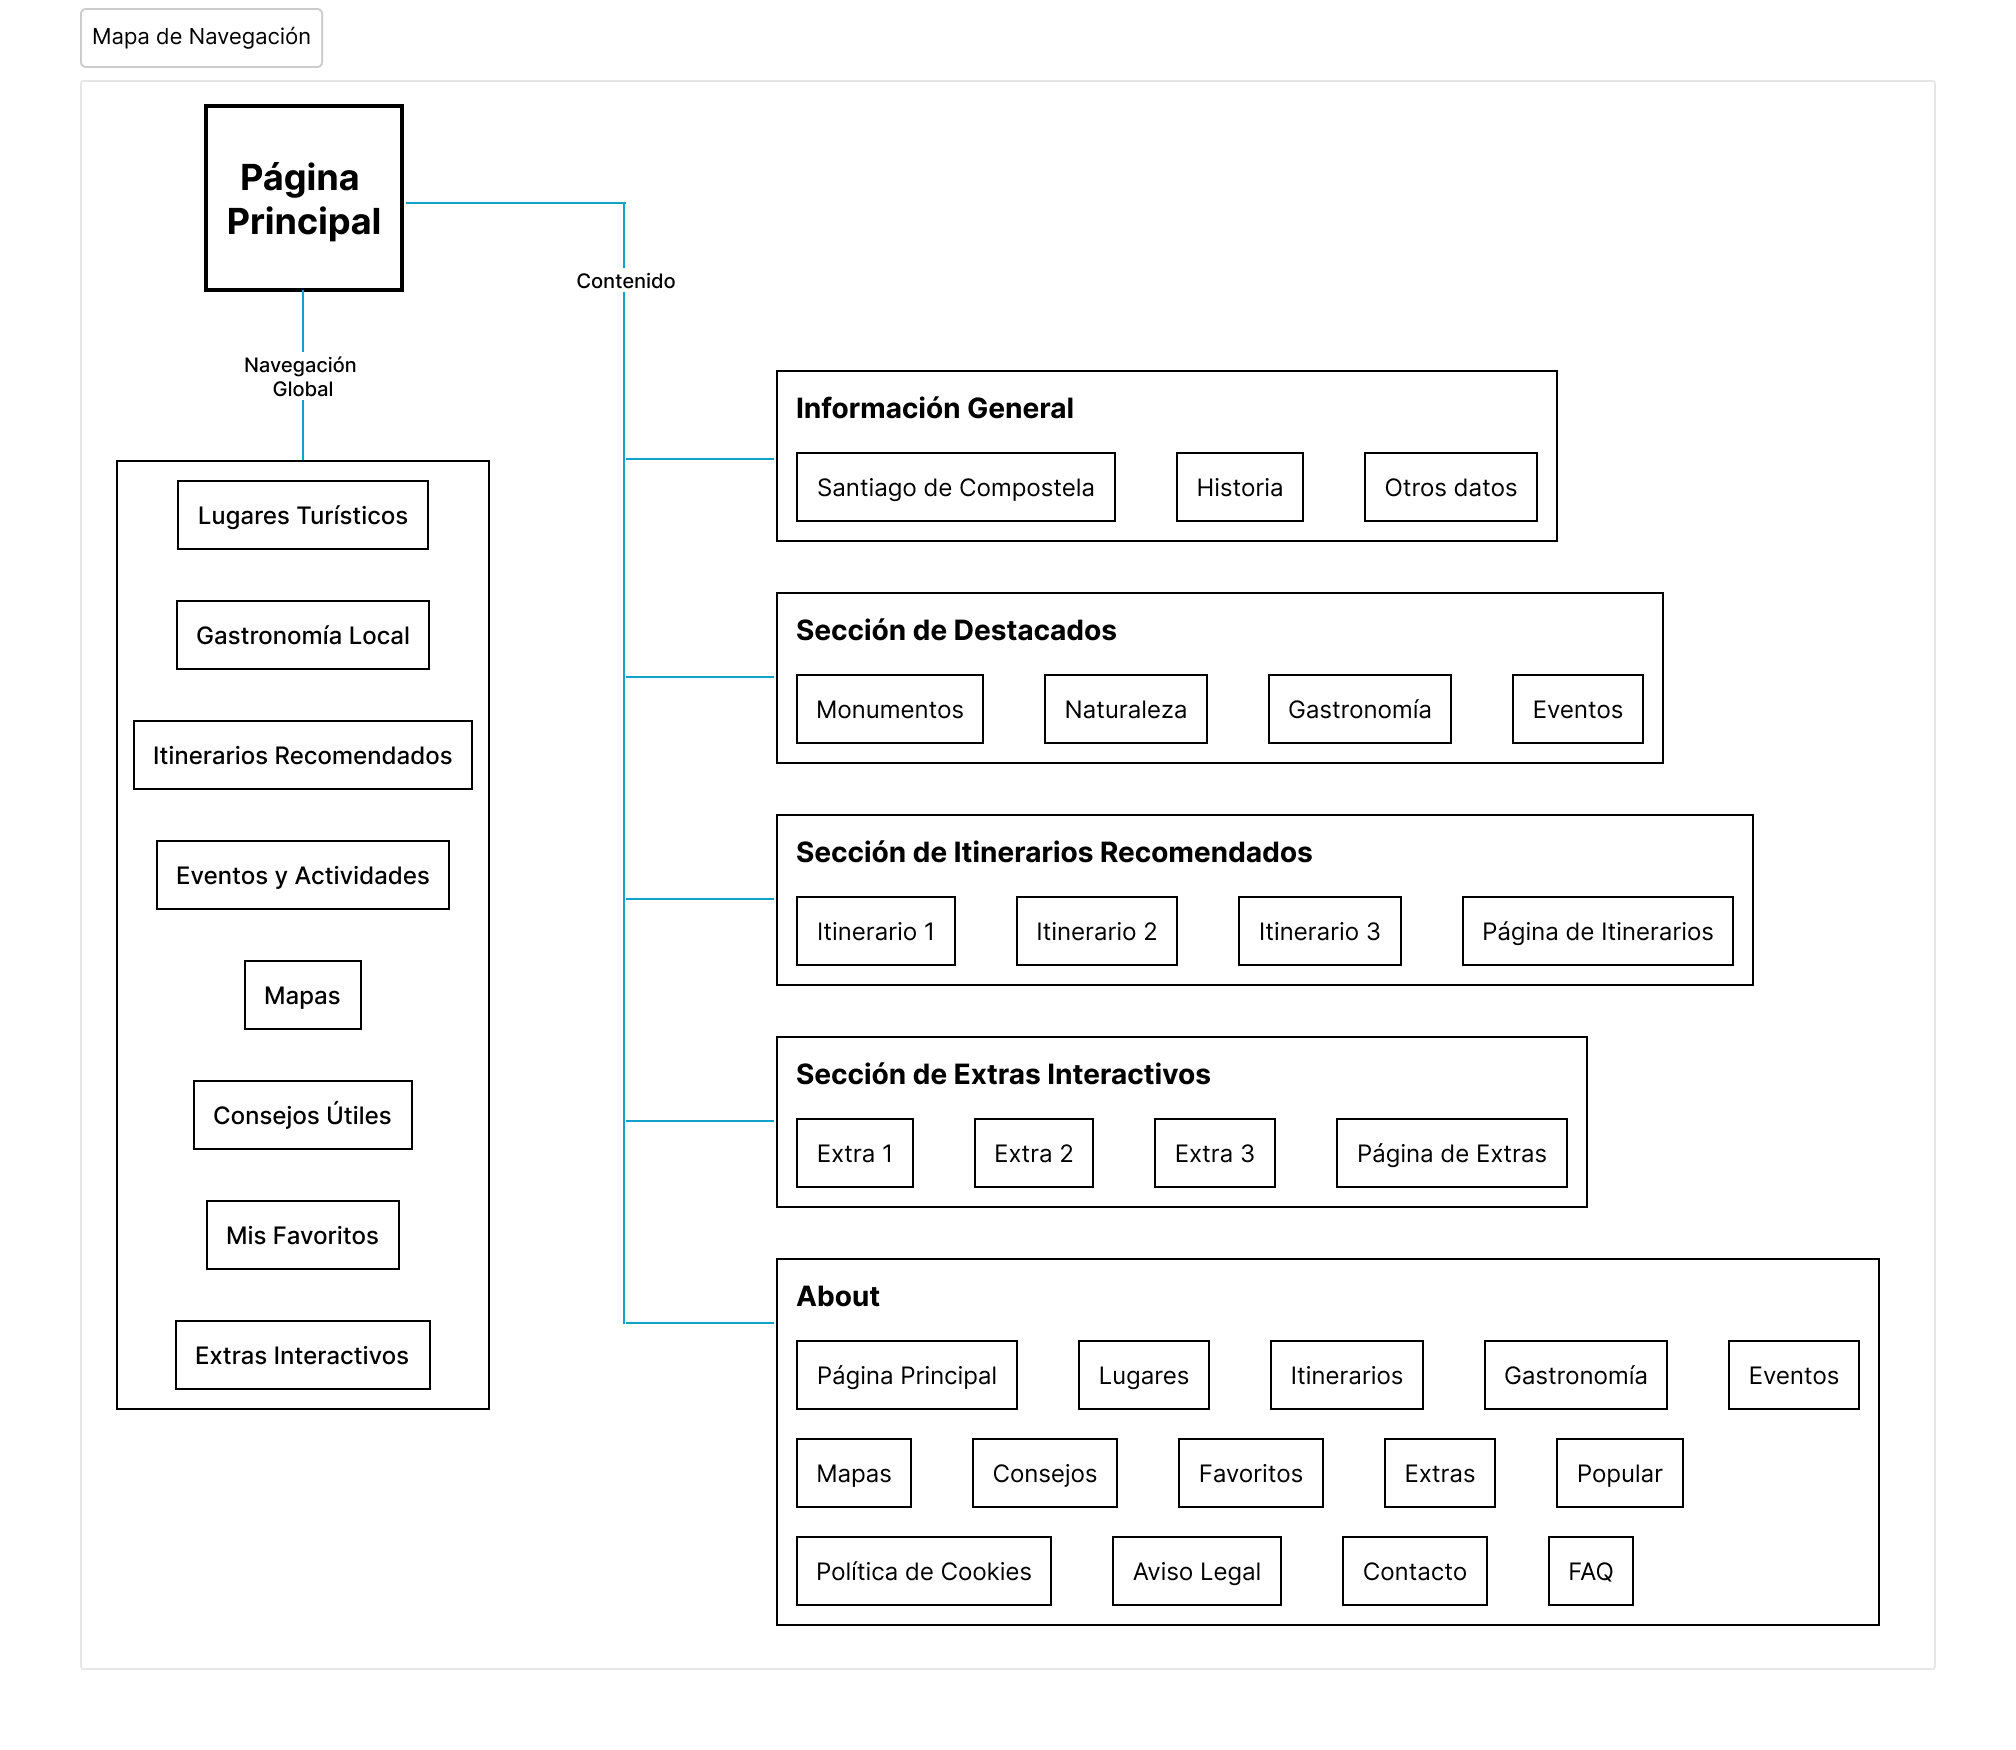 Mapa de Navegación
Página
Principal
Contenido
Navegación
Global
Lugares Turísticos
Gastronomía Local
Itinerarios Recomendados
Eventos y Actividades
Mapas
Consejos Útiles
Mis Favoritos
Extras Interactivos
Información General
Santiago de Compostela Historia Otros datos
Sección de Destacados
Monumentos Naturaleza Gastronomía Eventos
Sección de Itinerarios Recomendados
Itinerario 1 Itinerario 2 Itinerario 3 Página de Itinerarios
Sección de Extras Interactivos
Extra 1 Extra 2 Extra 3 Página de Extras
About
Página Principal Lugares Itinerarios Gastronomía Eventos
Mapas Consejos Favoritos Extras Popular
Política de Cookies Aviso Legal Contacto FAQ